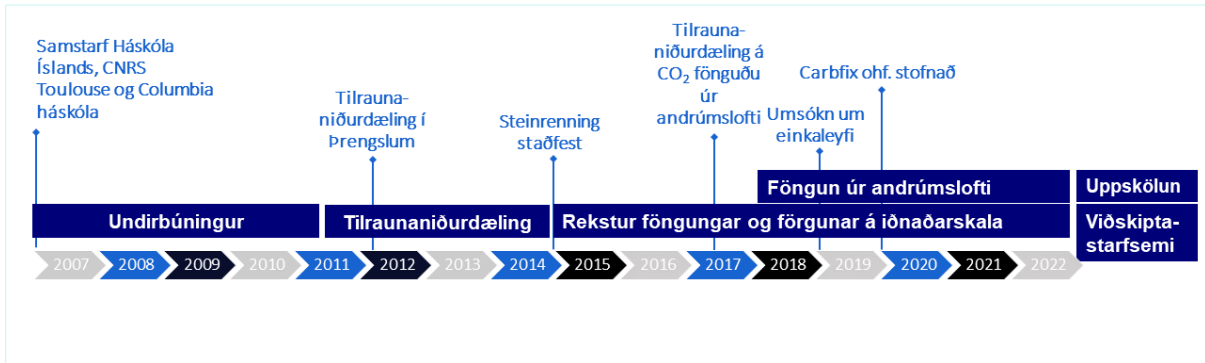 Samstarf Háskóla
Íslands, CNRS
Toulouse og Columbia
háskóla
Tilrauna-
niðurdæling í
Þrengslum
Steinrenning
staðfest
Tilrauna-
niðurdæling á
CO₂ fönguðu
úr
andrúmslofti
Umsókn um
einkaleyfi
Carbfix ohf. stofnað
Föngun úr andrúmslofti
Uppskölun
Undirbúningur
Tilraunaniðurdæling
Rekstur föngungar og förgunar á iðnaðarskala
Viðskipta-
starfsemi
2007 2008 2009 2010 2011 2012 2013 2014 2015 2016 2017 2018 2019 2020 2021 2022